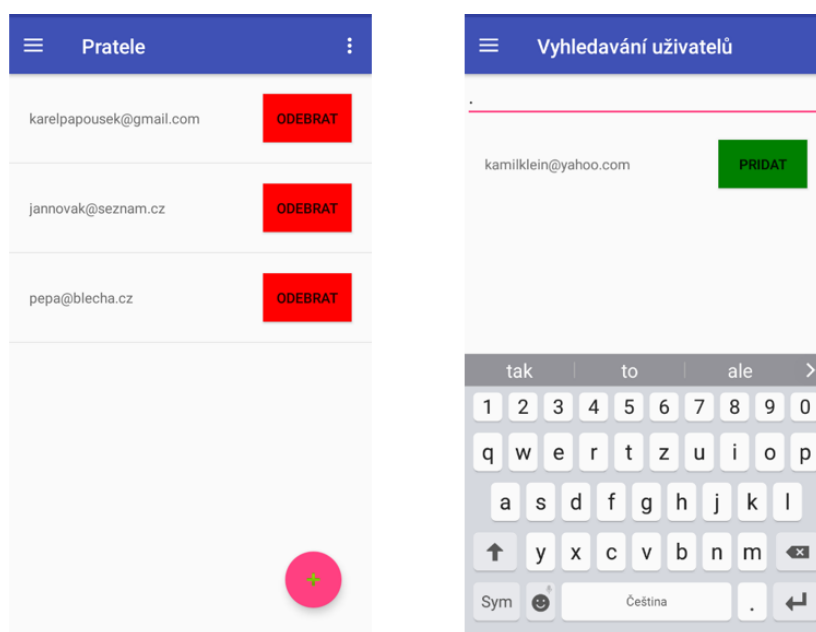 Pratele
karelpapousek@gmail.com ODEBRAT
jannovak@seznam.cz ODEBRAT
pepa@blecha.cz ODEBRAT
+
Vyhledavání uživatelů
.
kamilklein@yahoo.com PRIDAT
tak to ale
1 2 3 4 5 6 7 8 9 0
q w e r t z u i o p
a s d f g h j k l
y x c v b n m
Sym Čeština .